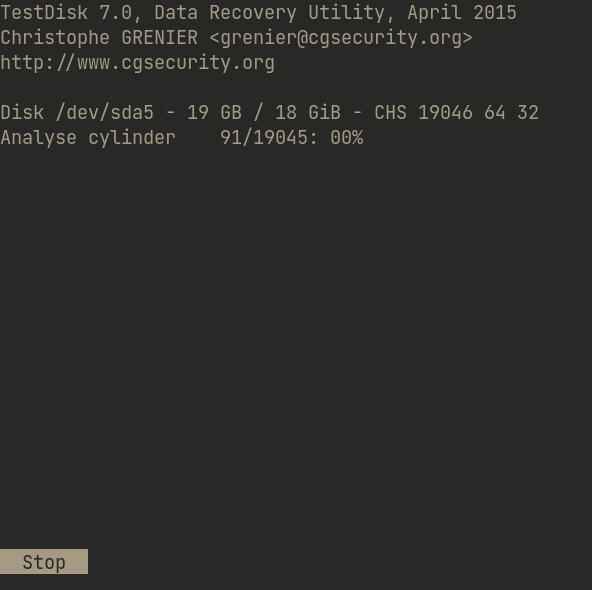 TestDisk 7.0, Data Recovery Utility, April 2015
Christophe GRENIER <grenier@cgsecurity.org>
http://www.cgsecurity.org
Disk /dev/sda5 - 19 GB / 18 GiB - CHS 19046 64 32
Analyse cylinder    91/19045: 00%
Stop